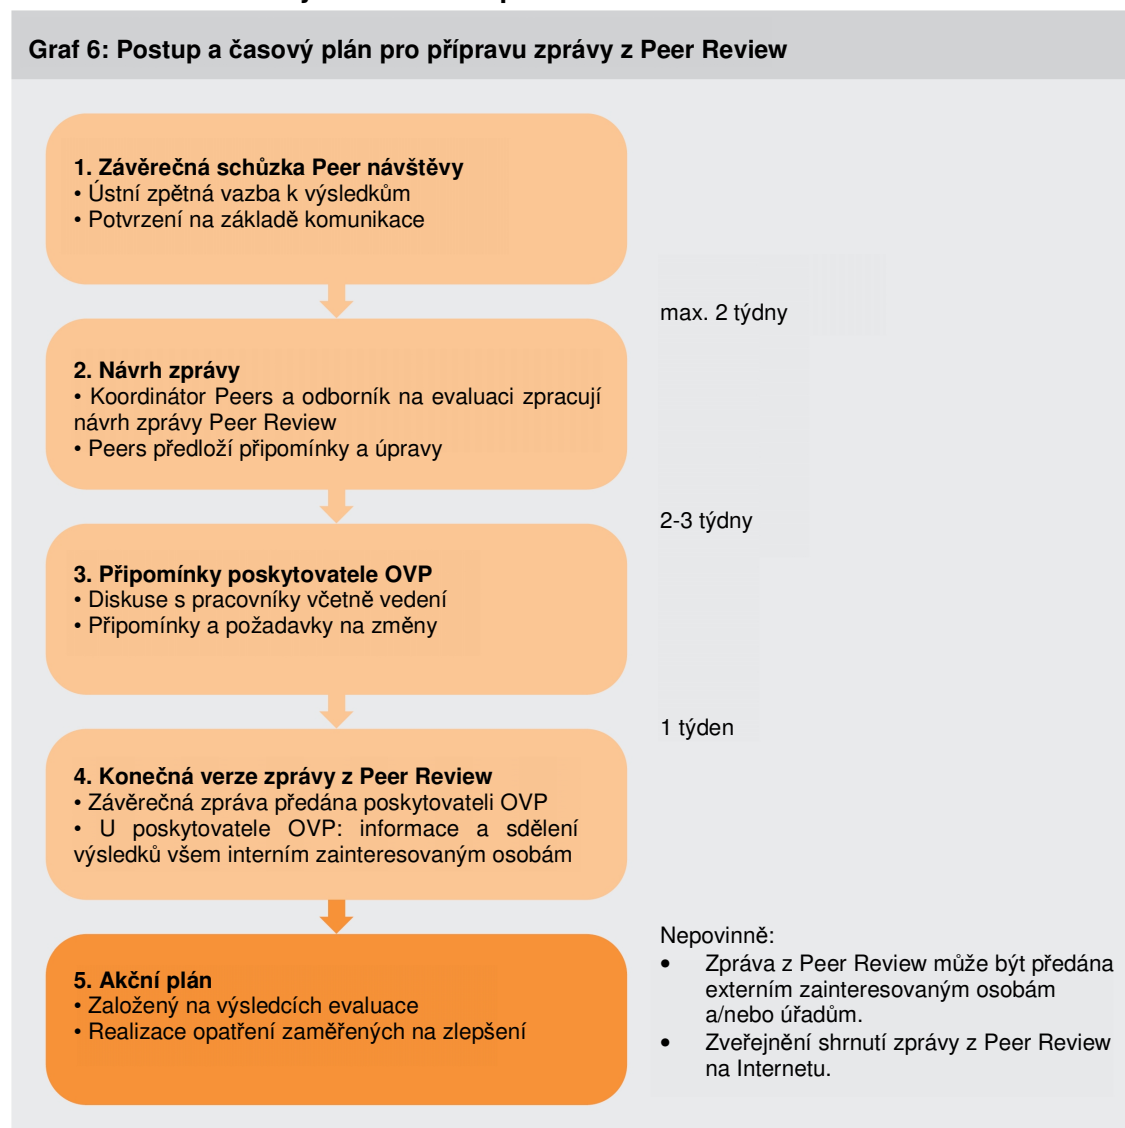 Graf 6: Postup a časový plán pro přípravu zprávy z Peer Review
1. Závěrečná schůzka Peer návštěvy
• Ústní zpětná vazba k výsledkům
• Potvrzení na základě komunikace
max. 2 týdny
2. Návrh zprávy
• Koordinátor Peers a odborník na evaluaci zpracují
návrh zprávy Peer Review
• Peers předloží připomínky a úpravy
2-3 týdny
3. Připomínky poskytovatele OVP
• Diskuse s pracovníky včetně vedení
• Připomínky a požadavky na změny
1 týden
4. Konečná verze zprávy z Peer Review
• Závěrečná zpráva předána poskytovateli OVP
• U poskytovatele OVP: informace a sdělení
výsledků všem interním zainteresovaným osobám
5. Akční plán
• Založený na výsledcích evaluace
• Realizace opatření zaměřených na zlepšení
Nepovinně:
• Zpráva z Peer Review může být předána
externím zainteresovaným osobám
a/nebo úřadům.
• Zveřejnění shrnutí zprávy z Peer Review
na Internetu.